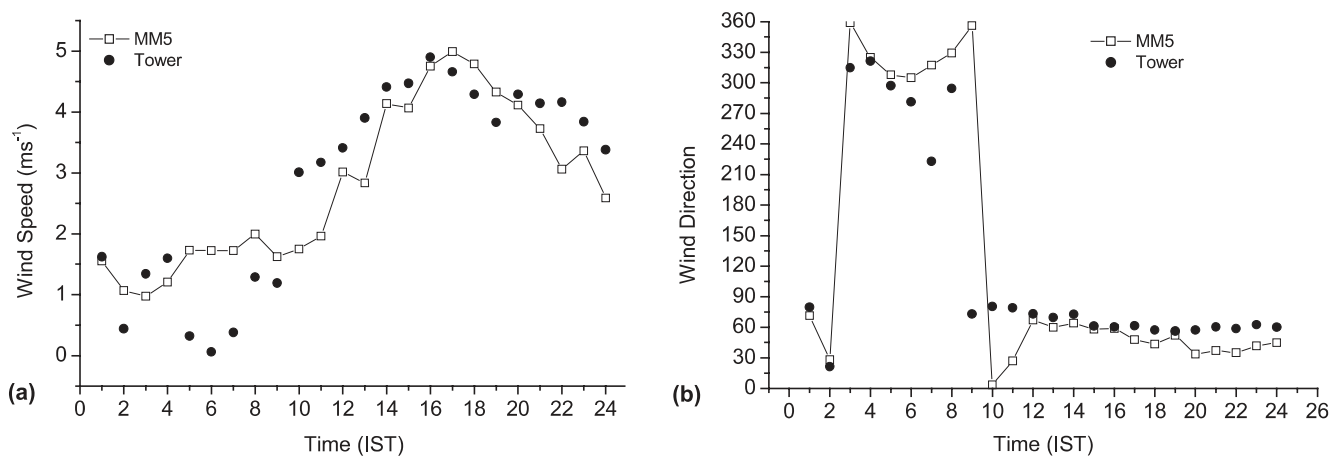 MM5
Tower
5
4
3
2
1
0
Wind Speed (ms⁻¹)
0 2 4 6 8 10 12 14 16 18 20 22 24
Time (IST)
(a)
MM5
Tower
360
330
300
270
240
210
180
150
120
90
60
30
0
Wind Direction
0 2 4 6 8 10 12 14 16 18 20 22 24 26
Time (IST)
(b)